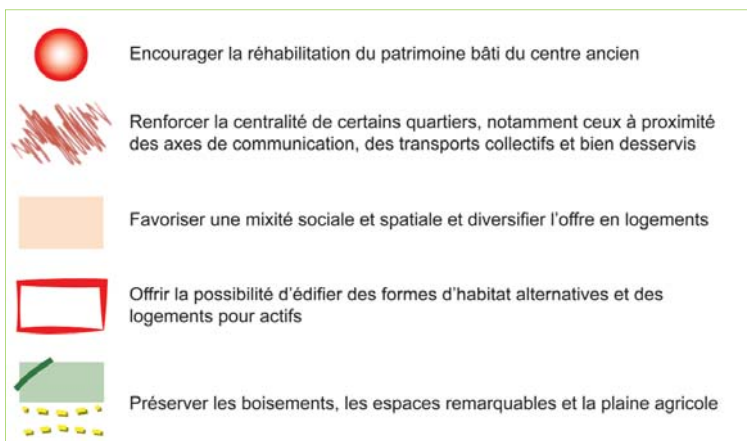 Encourager la réhabilitation du patrimoine bâti du centre ancien
Renforcer la centralité de certains quartiers, notamment ceux à proximité
des axes de communication, des transports collectifs et bien desservis
Favoriser une mixité sociale et spatiale et diversifier l'offre en logements
Offrir la possibilité d'édifier des formes d'habitat alternatives et des
logements pour actifs
Préserver les boisements, les espaces remarquables et la plaine agricole